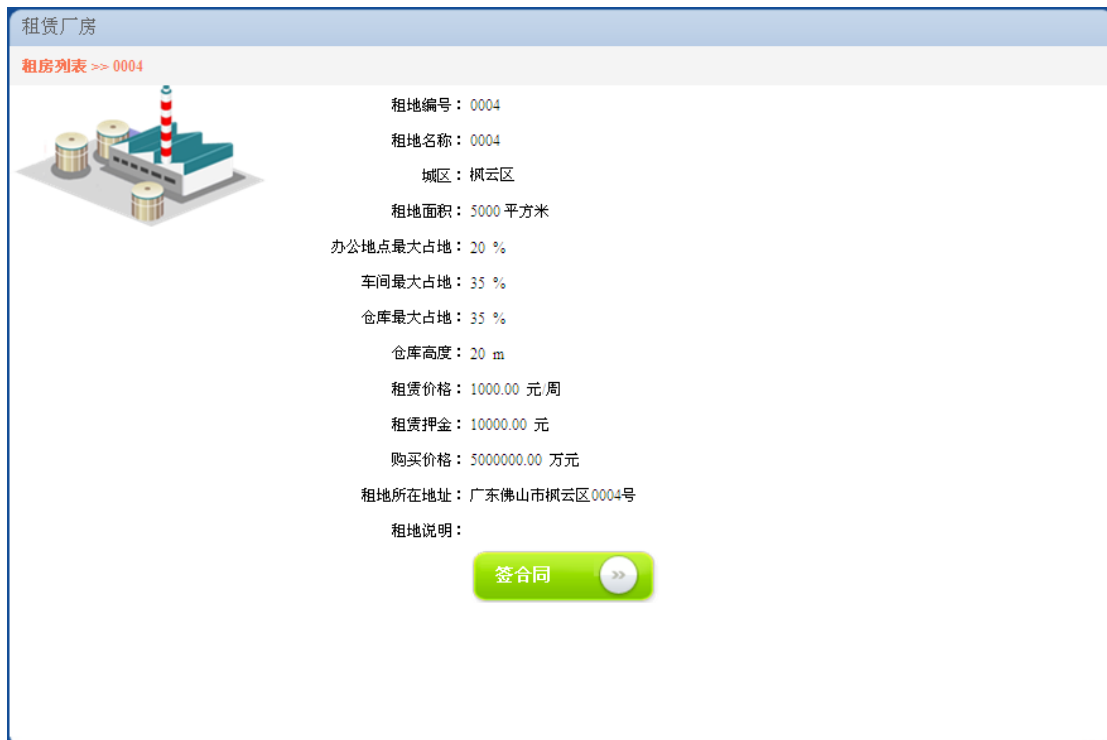 租赁厂房
租房列表 >> 0004
租地编号： 0004
租地名称： 0004
城区： 枫云区
租地面积： 5000 平方米
办公地点最大占地： 20 %
车间最大占地： 35 %
仓库最大占地： 35 %
仓库高度： 20 m
租赁价格： 1000.00 元/周
租赁押金： 10000.00 元
购买价格： 5000000.00 万元
租地所在地址： 广东佛山市枫云区0004号
租地说明：
签合同 >>